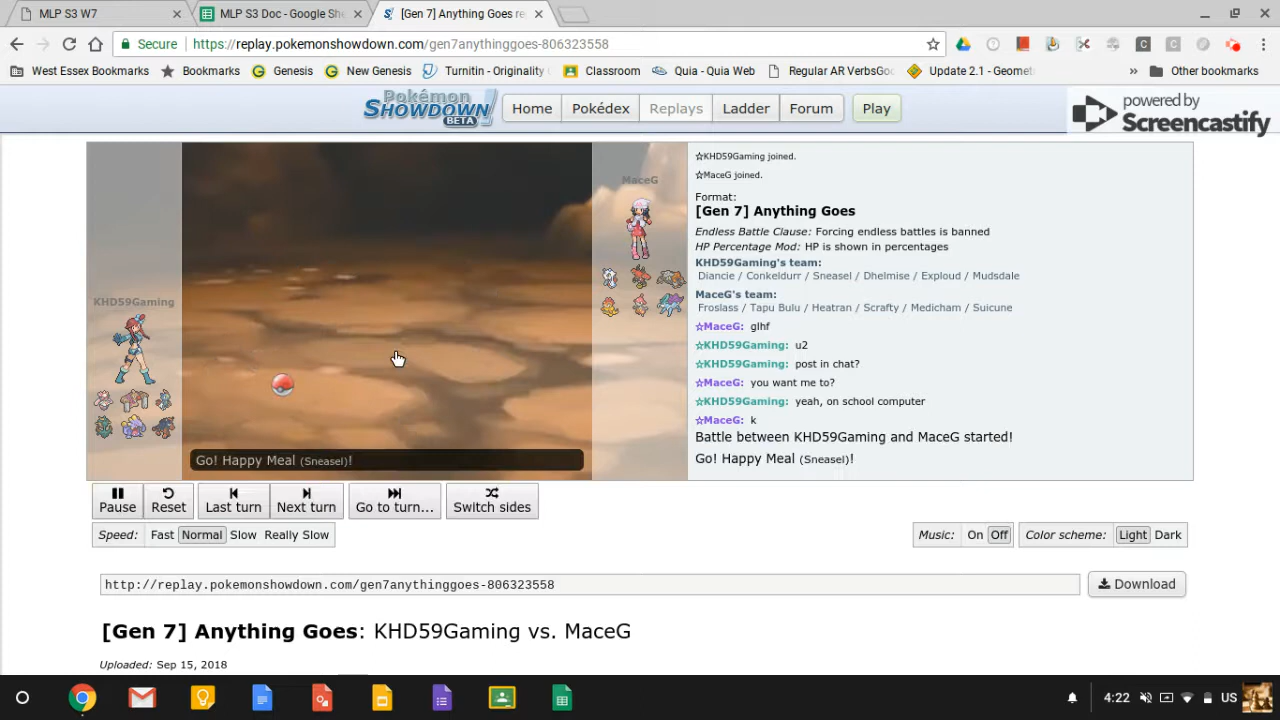 MLP S3 W7
MLP S3 Doc - Google She
[Gen 7] Anything Goes re
Secure
https://replay.pokemonshowdown.com/gen7anythinggoes-806323558
West Essex Bookmarks
Bookmarks
Genesis
New Genesis
Turnitin - Originality
Classroom
Quia - Quia Web
Regular AR VerbsGoo
Update 2.1 - Geomet
»
Other bookmarks
Pokémon
SHOWDOWN
BETA
Home
Pokédex
Replays
Ladder
Forum
Play
powered by
Screencastify
KHD59Gaming
MaceG
Go! Happy Meal (Sneasel)!
☆KHD59Gaming joined.
☆MaceG joined.
Format:
[Gen 7] Anything Goes
Endless Battle Clause: Forcing endless battles is banned
HP Percentage Mod: HP is shown in percentages
KHD59Gaming's team:
Diancie / Conkeldurr / Sneasel / Dhelmise / Exploud / Mudsdale
MaceG's team:
Froslass / Tapu Bulu / Heatran / Scrafty / Medicham / Suicune
☆MaceG: glhf
☆KHD59Gaming: u2
☆KHD59Gaming: post in chat?
☆MaceG: you want me to?
☆KHD59Gaming: yeah, on school computer
☆MaceG: k
Battle between KHD59Gaming and MaceG started!
Go! Happy Meal (Sneasel)!
Pause
Reset
Last turn
Next turn
Go to turn...
Switch sides
Speed: Fast Normal Slow Really Slow
Music: On Off
Color scheme: Light Dark
http://replay.pokemonshowdown.com/gen7anythinggoes-806323558
Download
[Gen 7] Anything Goes: KHD59Gaming vs. MaceG
Uploaded: Sep 15, 2018
4:22
US